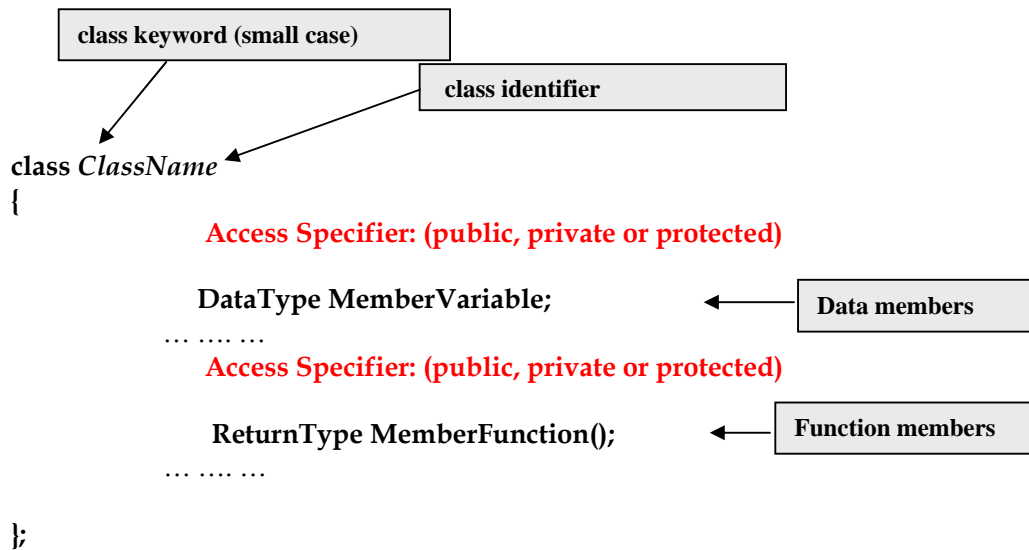 class keyword (small case)
class identifier
class ClassName
{
Access Specifier: (public, private or protected)
DataType MemberVariable;
Data members
… …. …
Access Specifier: (public, private or protected)
ReturnType MemberFunction();
Function members
… …. …
};